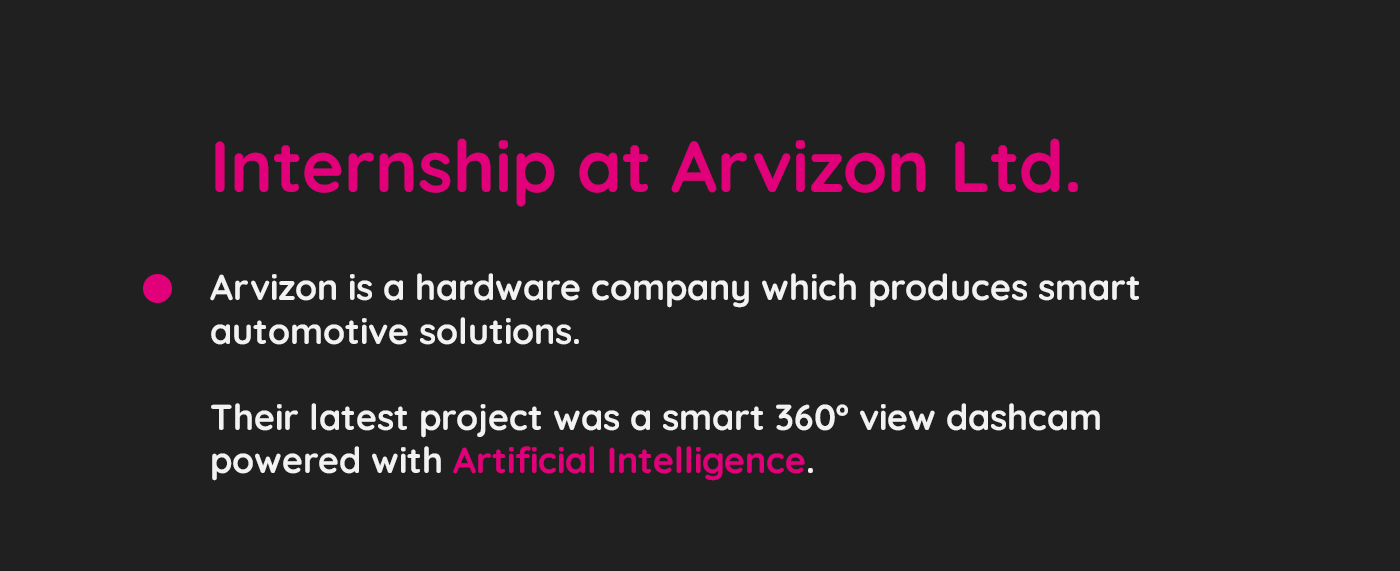 Internship at Arvizon Ltd.
Arvizon is a hardware company which produces smart
automotive solutions.
Their latest project was a smart 360º view dashcam
powered with Artificial Intelligence.